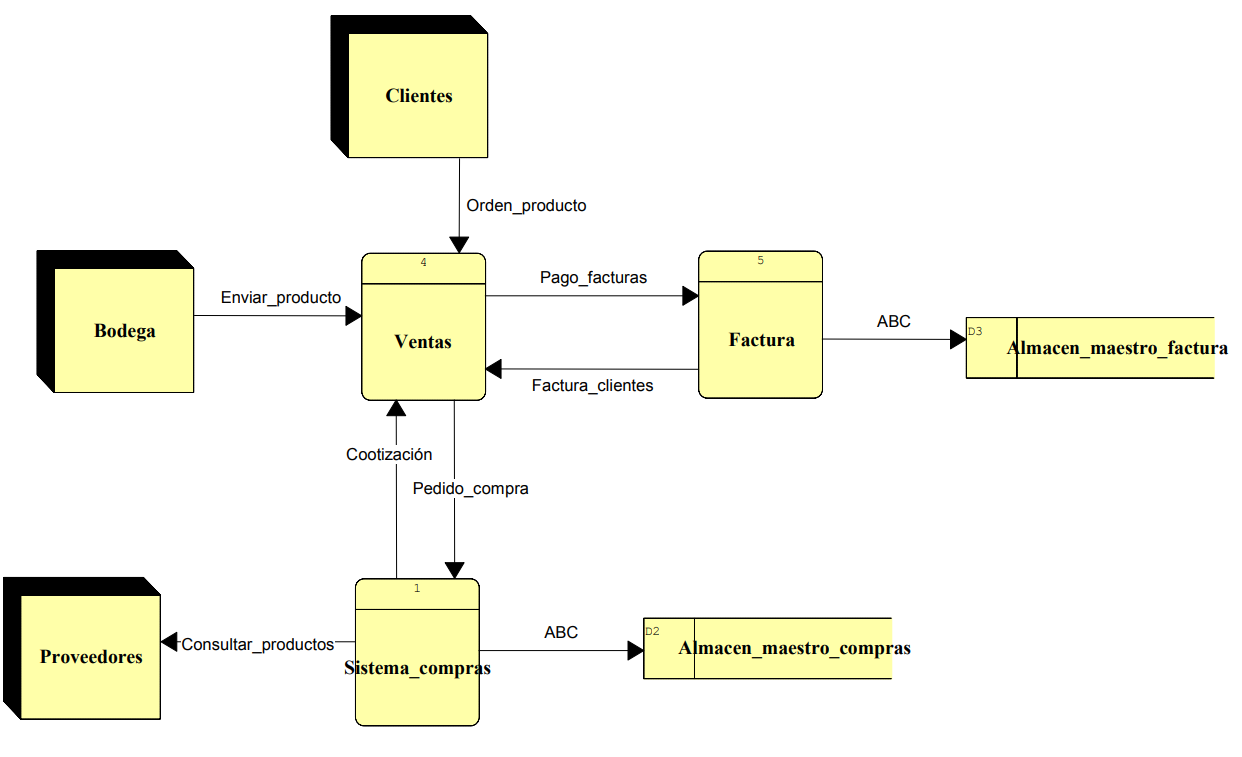 Clientes
Orden_producto
Bodega
Enviar_producto
4
Ventas
Pago_facturas
Factura_clientes
5
Factura
ABC
D3
Almacen_maestro_factura
Cootización
Pedido_compra
Proveedores
Consultar_productos
1
Sistema_compras
ABC
D2
Almacen_maestro_compras